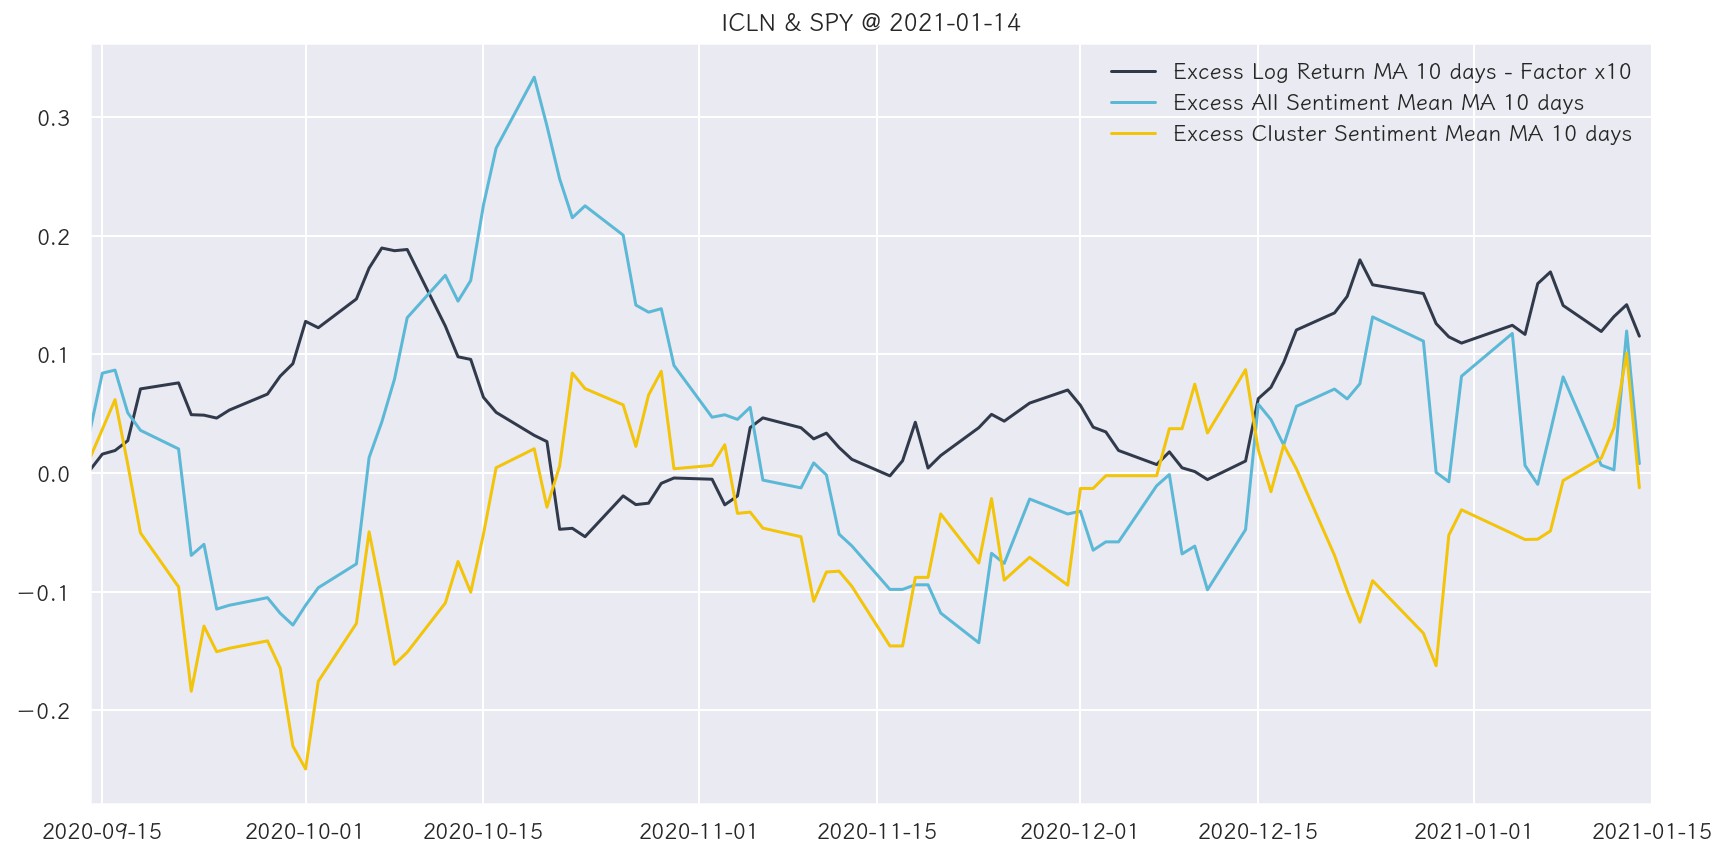 ICLN & SPY @ 2021-01-14
Excess Log Return MA 10 days - Factor x10
Excess All Sentiment Mean MA 10 days
Excess Cluster Sentiment Mean MA 10 days
0.3
0.2
0.1
0.0
−0.1
−0.2
2020-09-15 2020-10-01 2020-10-15 2020-11-01 2020-11-15 2020-12-01 2020-12-15 2021-01-01 2021-01-15